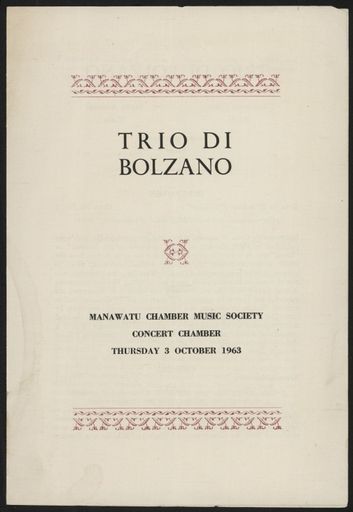 TRIO DI
BOLZANO
MANAWATU CHAMBER MUSIC SOCIETY
CONCERT CHAMBER
THURSDAY 3 OCTOBER 1963